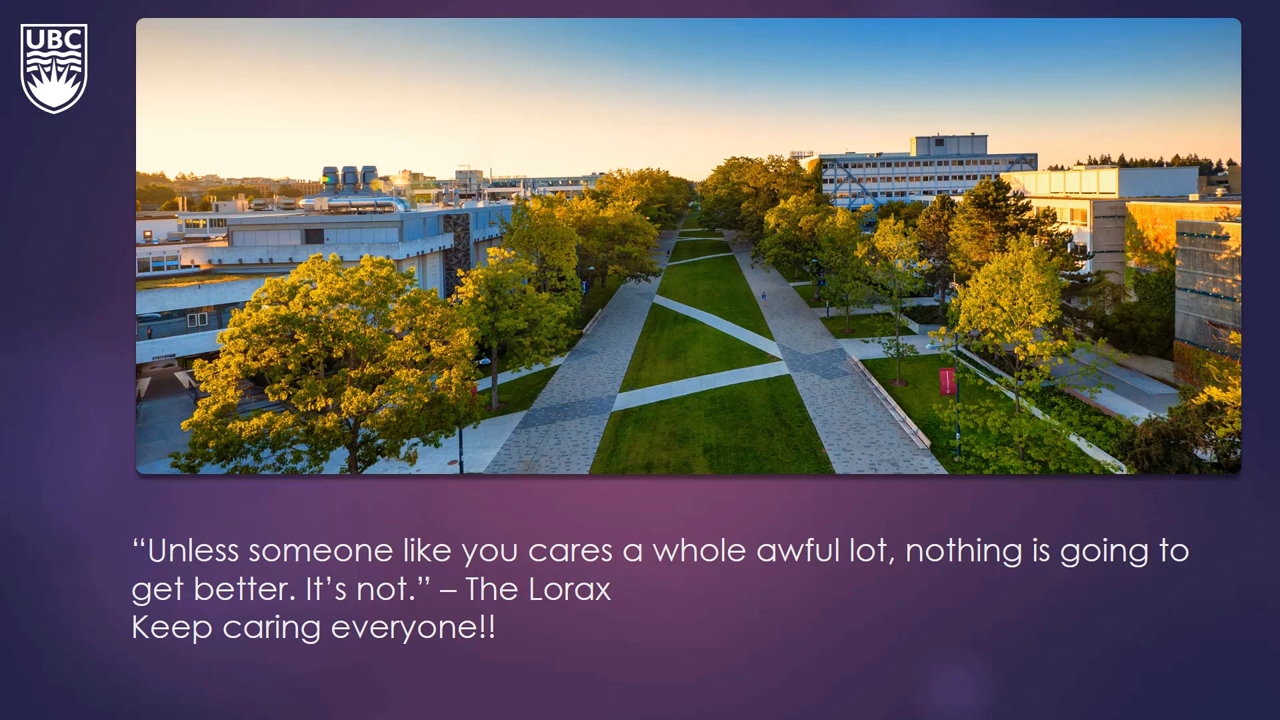 UBC
“Unless someone like you cares a whole awful lot, nothing is going to
get better. It’s not.” – The Lorax
Keep caring everyone!!